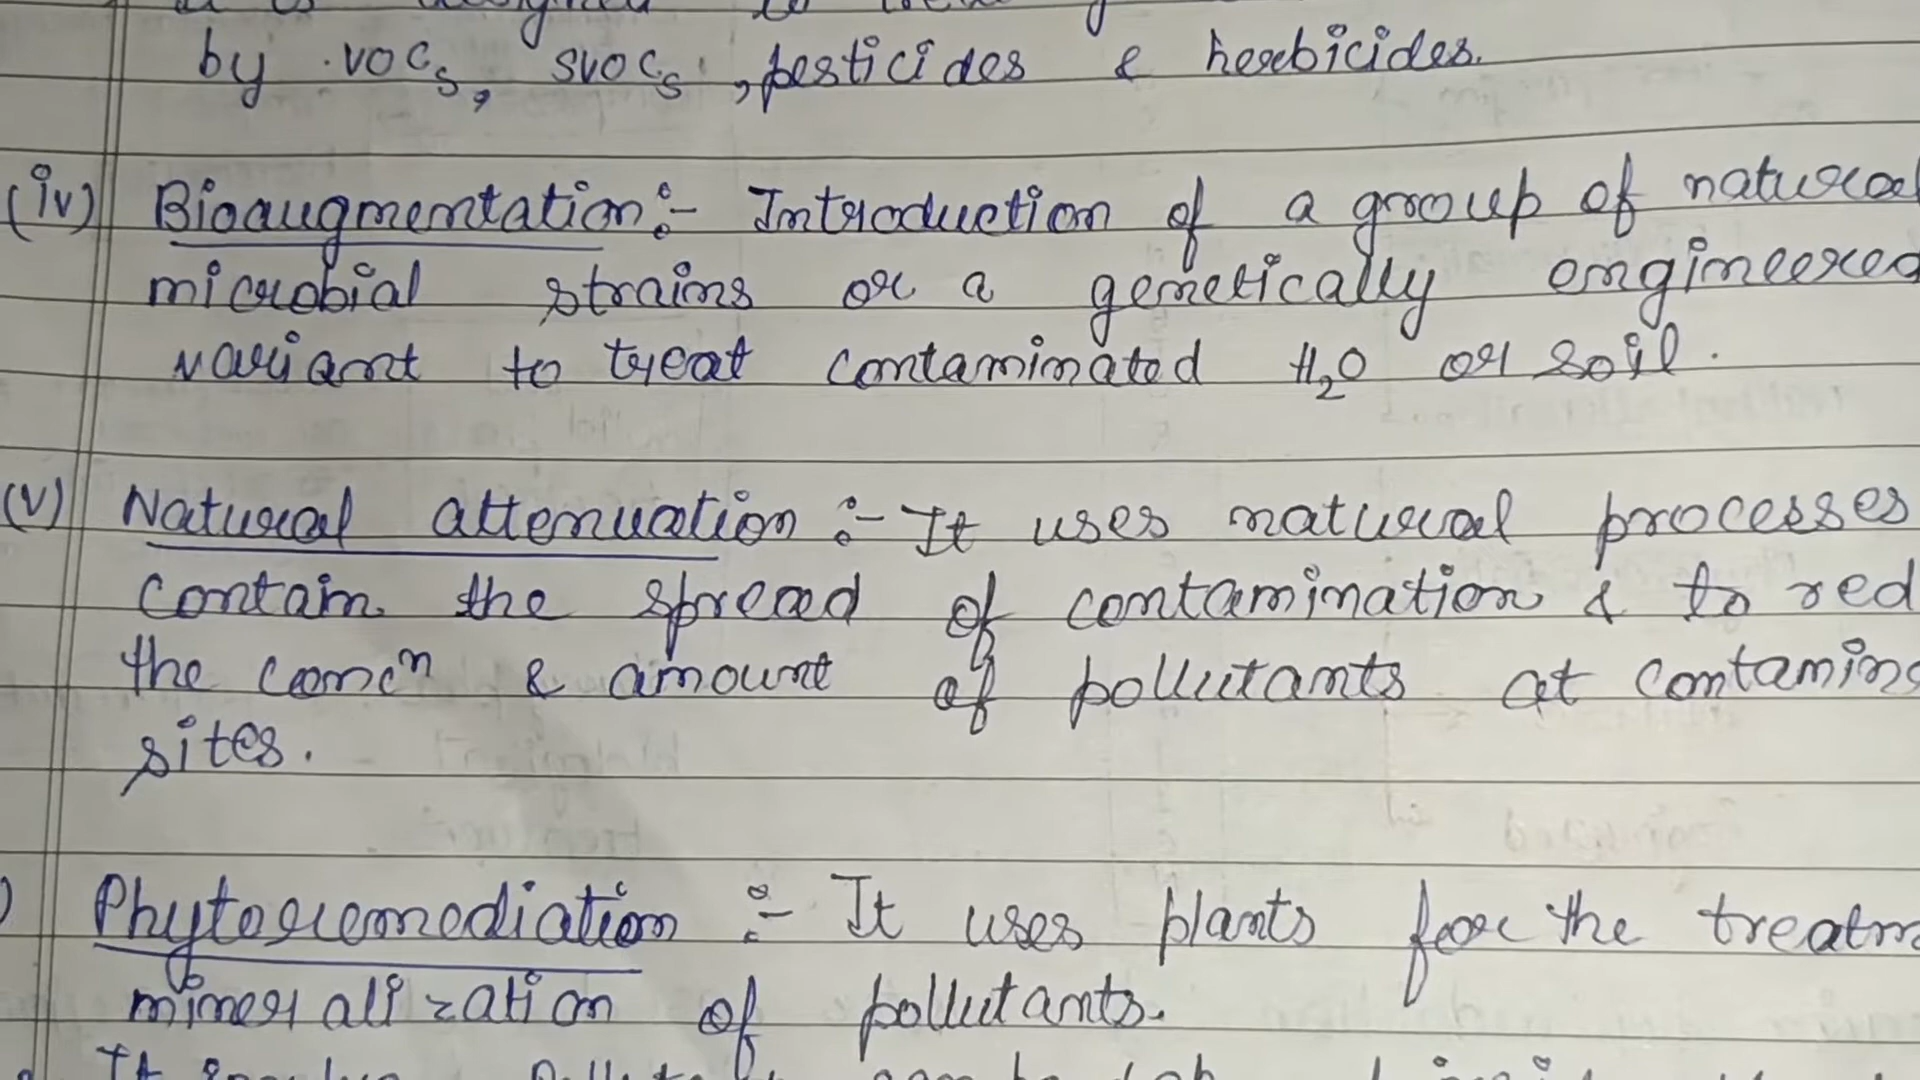 by VOCs, SVOCs, pesticides & herbicides.
(iv) Bioaugmentation :- Introduction of a group of natural
microbial strains or a genetically engineered
variant to treat contaminated H₂O or soil.
(v) Natural attenuation :- It uses natural processes
contain the spread of contamination & to red
the concⁿ & amount of pollutants at contamina
sites.
) Phytoremediation :- It uses plants for the treatm
mineralization of pollutants.